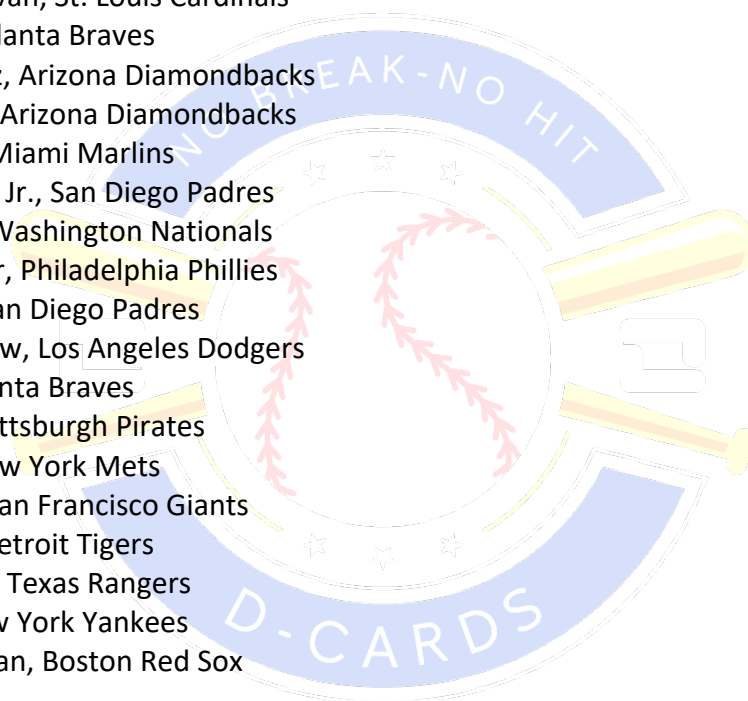 van, St. Louis Cardinals
lanta Braves
z, Arizona Diamondbacks
, Arizona Diamondbacks
Miami Marlins
Jr., San Diego Padres
Washington Nationals
r, Philadelphia Phillies
an Diego Padres
w, Los Angeles Dodgers
nta Braves
ttsburgh Pirates
w York Mets
an Francisco Giants
etroit Tigers
, Texas Rangers
w York Yankees
an, Boston Red Sox
NO BREAK-NO HIT
D-CARDS